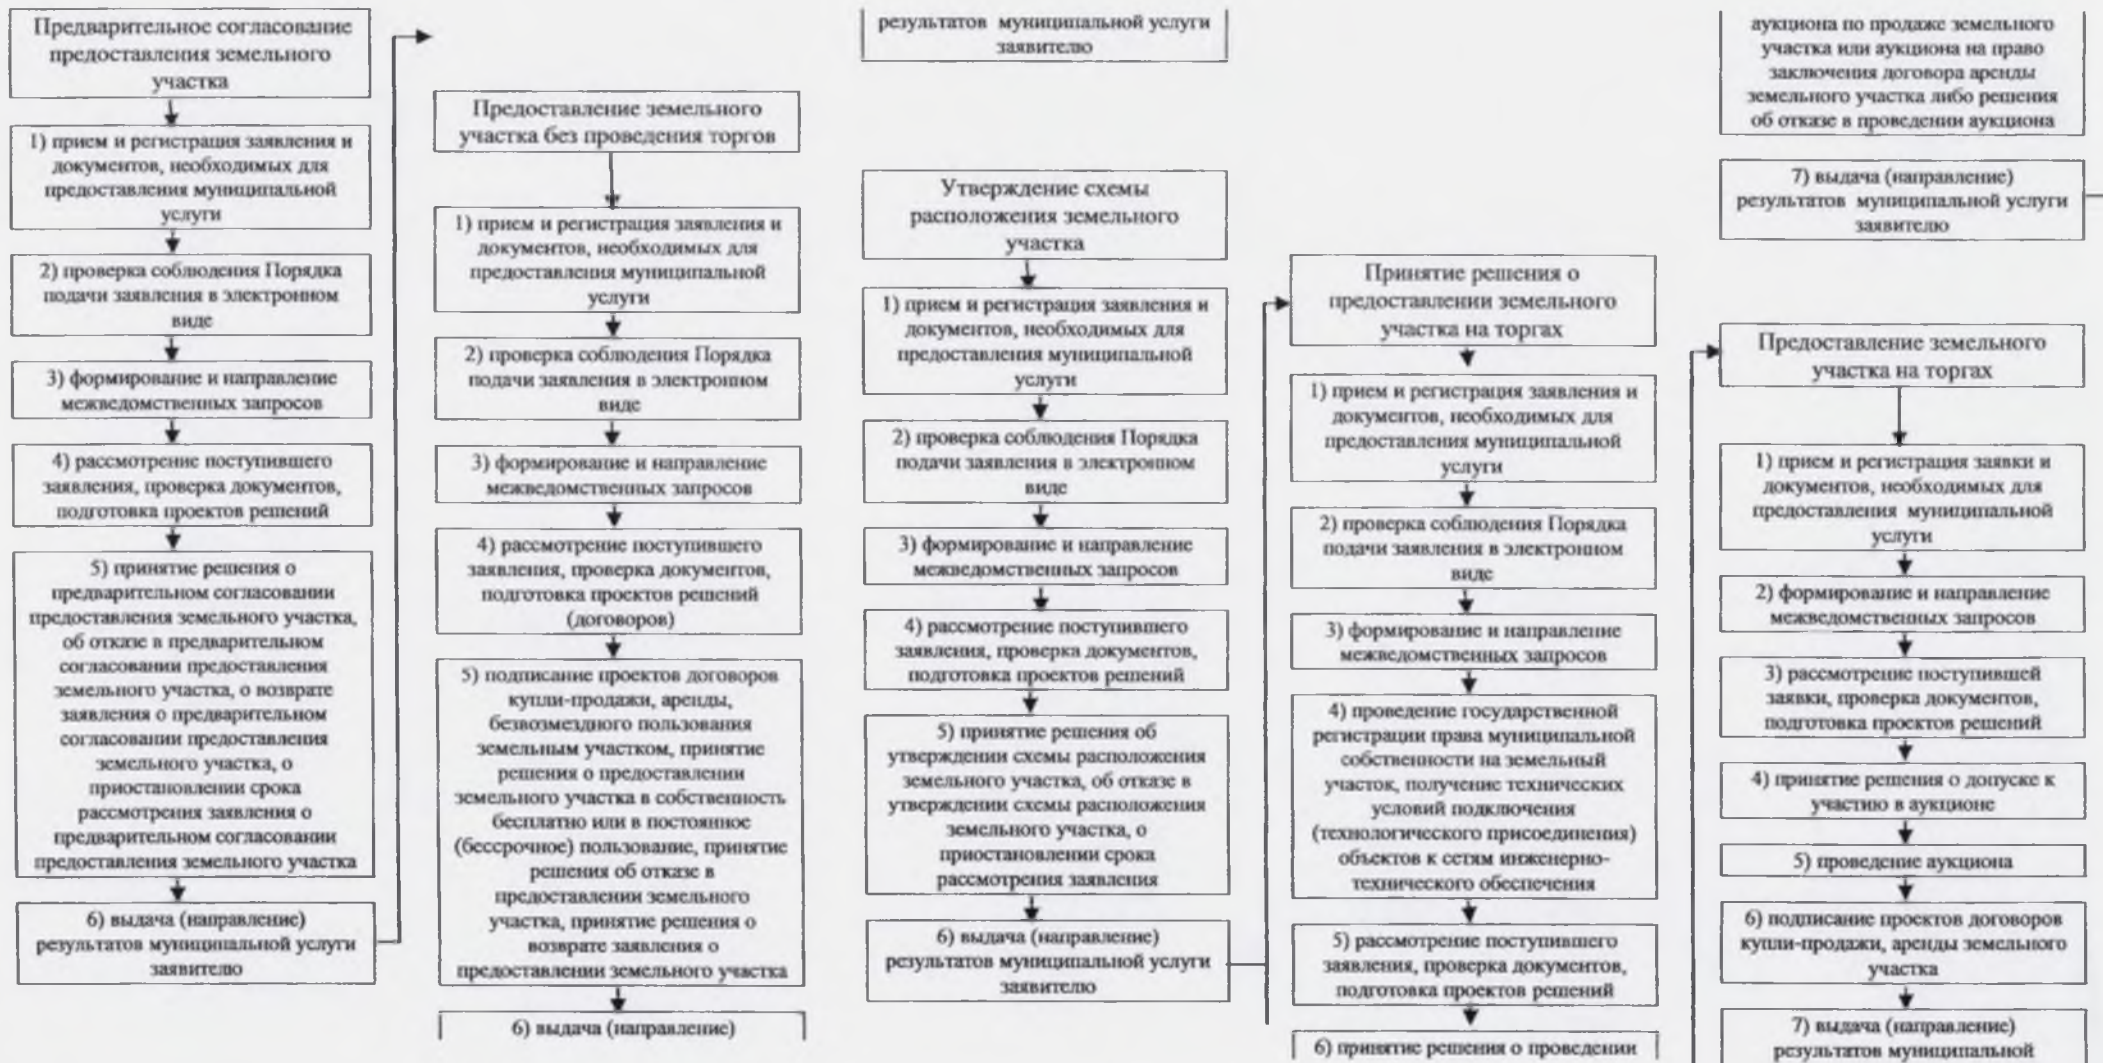 Предварительное согласование
предоставления земельного
участка
1) прием и регистрация заявления и
документов, необходимых для
предоставления муниципальной
услуги
2) проверка соблюдения Порядка
подачи заявления в электронном
виде
3) формирование и направление
межведомственных запросов
4) рассмотрение поступившего
заявления, проверка документов,
подготовка проектов решений
5) принятие решения о
предварительном согласовании
предоставления земельного участка,
об отказе в предварительном
согласовании предоставления
земельного участка, о возврате
заявления о предварительном
согласовании предоставления
земельного участка, о
приостановлении срока
рассмотрения заявления о
предварительном согласовании
предоставления земельного участка
6) выдача (направление)
результатов муниципальной услуги
заявителю
Предоставление земельного
участка без проведения торгов
1) прием и регистрация заявления и
документов, необходимых для
предоставления муниципальной
услуги
2) проверка соблюдения Порядка
подачи заявления в электронном
виде
3) формирование и направление
межведомственных запросов
4) рассмотрение поступившего
заявления, проверка документов,
подготовка проектов решений
(договоров)
5) подписание проектов договоров
купли-продажи, аренды,
безвозмездного пользования
земельным участком, принятие
решения о предоставлении
земельного участка в собственность
бесплатно или в постоянное
(бессрочное) пользование, принятие
решения об отказе в
предоставлении земельного
участка, принятие решения о
возврате заявления о
предоставлении земельного участка
6) выдача (направление)
результатов муниципальной услуги
заявителю
Утверждение схемы
расположения земельного
участка
1) прием и регистрация заявления и
документов, необходимых для
предоставления муниципальной
услуги
2) проверка соблюдения Порядка
подачи заявления в электронном
виде
3) формирование и направление
межведомственных запросов
4) рассмотрение поступившего
заявления, проверка документов,
подготовка проектов решений
5) принятие решения об
утверждении схемы расположения
земельного участка, об отказе в
утверждении схемы расположения
земельного участка, о
приостановлении срока
рассмотрения заявления
6) выдача (направление)
результатов муниципальной услуги
заявителю
Принятие решения о
предоставлении земельного
участка на торгах
1) прием и регистрация заявления и
документов, необходимых для
предоставления муниципальной
услуги
2) проверка соблюдения Порядка
подачи заявления в электронном
виде
3) формирование и направление
межведомственных запросов
4) проведение государственной
регистрации права муниципальной
собственности на земельный
участок, получение технических
условий подключения
(технологического присоединения)
объектов к сетям инженерно-
технического обеспечения
5) рассмотрение поступившего
заявления, проверка документов,
подготовка проектов решений
6) принятие решения о проведении
аукциона по продаже земельного
участка или аукциона на право
заключения договора аренды
земельного участка либо решения
об отказе в проведении аукциона
7) выдача (направление)
результатов муниципальной услуги
заявителю
Предоставление земельного
участка на торгах
1) прием и регистрация заявки и
документов, необходимых для
предоставления муниципальной
услуги
2) формирование и направление
межведомственных запросов
3) рассмотрение поступившей
заявки, проверка документов,
подготовка проектов решений
4) принятие решения о допуске к
участию в аукционе
5) проведение аукциона
6) подписание проектов договоров
купли-продажи, аренды земельного
участка
7) выдача (направление)
результатов муниципальной